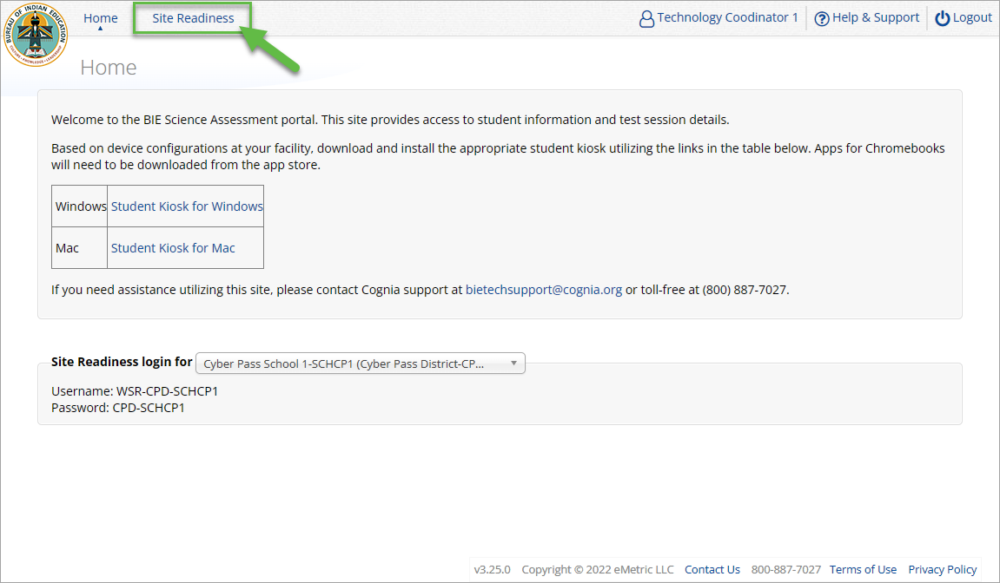 BUREAU OF INDIAN EDUCATION
CULTURE • KNOWLEDGE • LEADERSHIP
Home
Site Readiness
Technology Coodinator 1
Help & Support
Logout
Home
Welcome to the BIE Science Assessment portal. This site provides access to student information and test session details.
Based on device configurations at your facility, download and install the appropriate student kiosk utilizing the links in the table below. Apps for Chromebooks
will need to be downloaded from the app store.
Windows Student Kiosk for Windows
Mac Student Kiosk for Mac
If you need assistance utilizing this site, please contact Cognia support at bietechsupport@cognia.org or toll-free at (800) 887-7027.
Site Readiness login for Cyber Pass School 1-SCHCP1 (Cyber Pass District-CP...
Username: WSR-CPD-SCHCP1
Password: CPD-SCHCP1
v3.25.0 Copyright © 2022 eMetric LLC Contact Us 800-887-7027 Terms of Use Privacy Policy